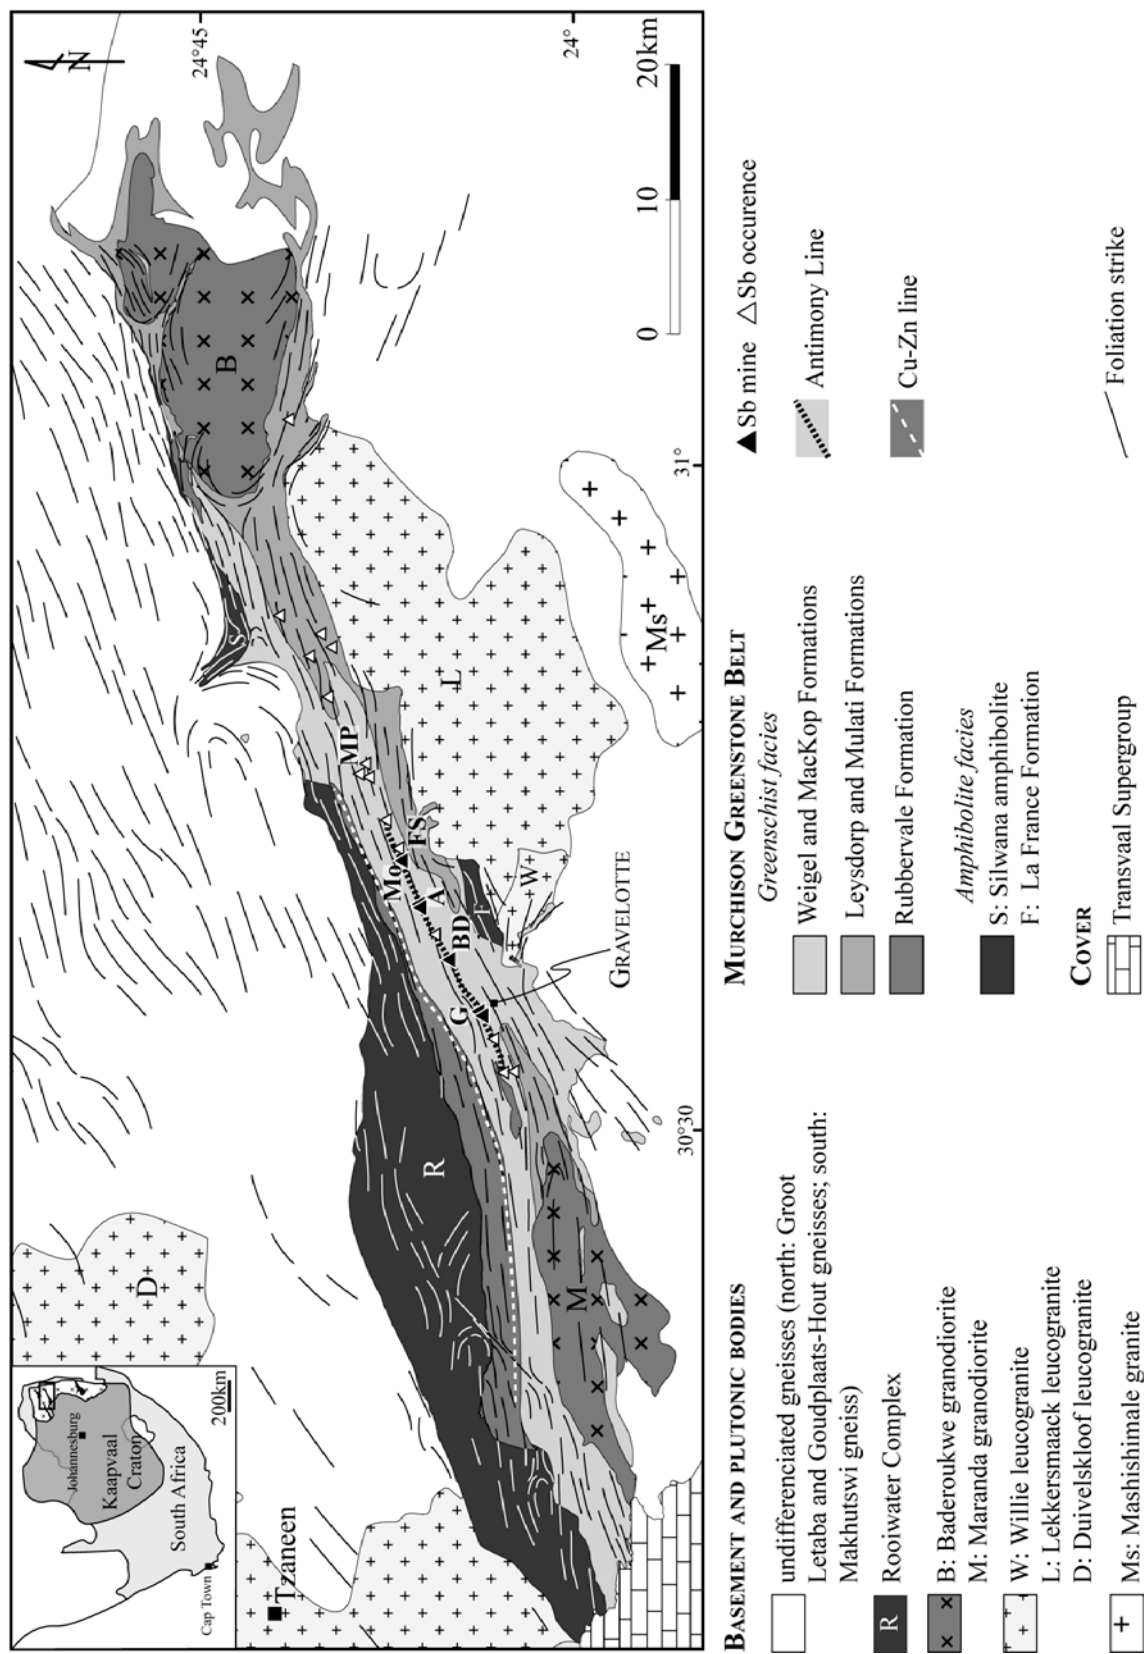 N
24°45
24°
20km
10
0
31°
30°30
B
S
L
Ms
MP
FS
Mo
A
F
W
BD
G
GRAVELOTTE
R
M
D
Tzaneen
Johannesburg
Kaapvaal
Craton
South Africa
Cap Town
200km
BASEMENT AND PLUTONIC BODIES
undifferenciated gneisses (north: Groot
Letaba and Goudplaats-Hout gneisses; south:
Makhutswi gneiss)
R
Rooiwater Complex
B: Baderoukwe granodiorite
M: Maranda granodiorite
W: Willie leucogranite
L: Lekkersmaack leucogranite
D: Duivelskloof leucogranite
Ms: Mashishimale granite
MURCHISON GREENSTONE BELT
Greenschist facies
Weigel and MacKop Formations
Leysdorp and Mulati Formations
Rubbervale Formation
Amphibolite facies
S: Silwana amphibolite
F: La France Formation
COVER
Transvaal Supergroup
Sb mine
Sb occurence
Antimony Line
Cu-Zn line
Foliation strike